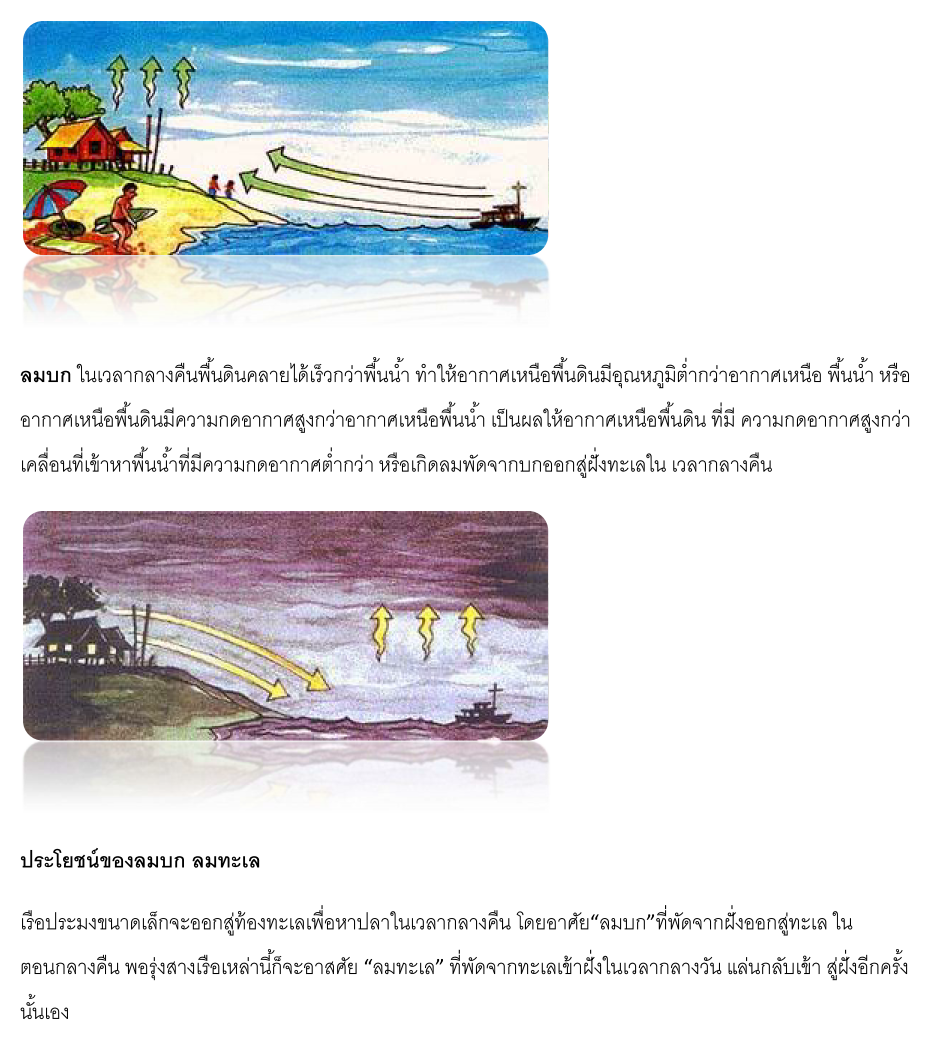 ลมบก ในเวลากลางคืนพื้นดินคลายได้เร็วกว่าพื้นน้ำ ทำให้อากาศเหนือพื้นดินมีอุณหภูมิต่ำกว่าอากาศเหนือ พื้นน้ำ หรือ
อากาศเหนือพื้นดินมีความกดอากาศสูงกว่าอากาศเหนือพื้นน้ำ เป็นผลให้อากาศเหนือพื้นดิน ที่มี ความกดอากาศสูงกว่า
เคลื่อนที่เข้าหาพื้นน้ำที่มีความกดอากาศต่ำกว่า หรือเกิดลมพัดจากบกออกสู่ฝั่งทะเลใน เวลากลางคืน
ประโยชน์ของลมบก ลมทะเล
เรือประมงขนาดเล็กจะออกสู่ท้องทะเลเพื่อหาปลาในเวลากลางคืน โดยอาศัย“ลมบก”ที่พัดจากฝั่งออกสู่ทะเล ใน
ตอนกลางคืน พอรุ่งสางเรือเหล่านี้ก็จะอาสศัย “ลมทะเล” ที่พัดจากทะเลเข้าฝั่งในเวลากลางวัน แล่นกลับเข้า สู่ฝั่งอีกครั้ง
นั้นเอง